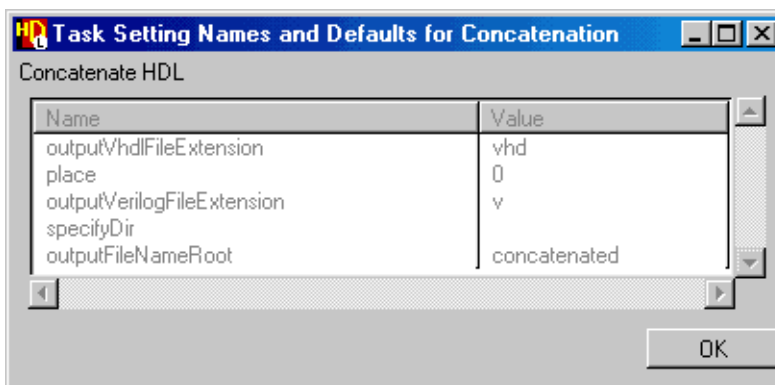 Task Setting Names and Defaults for Concatenation
Concatenate HDL
Name Value
outputVhdlFileExtension vhd
place 0
outputVerilogFileExtension v
specifyDir
outputFileNameRoot concatenated
OK